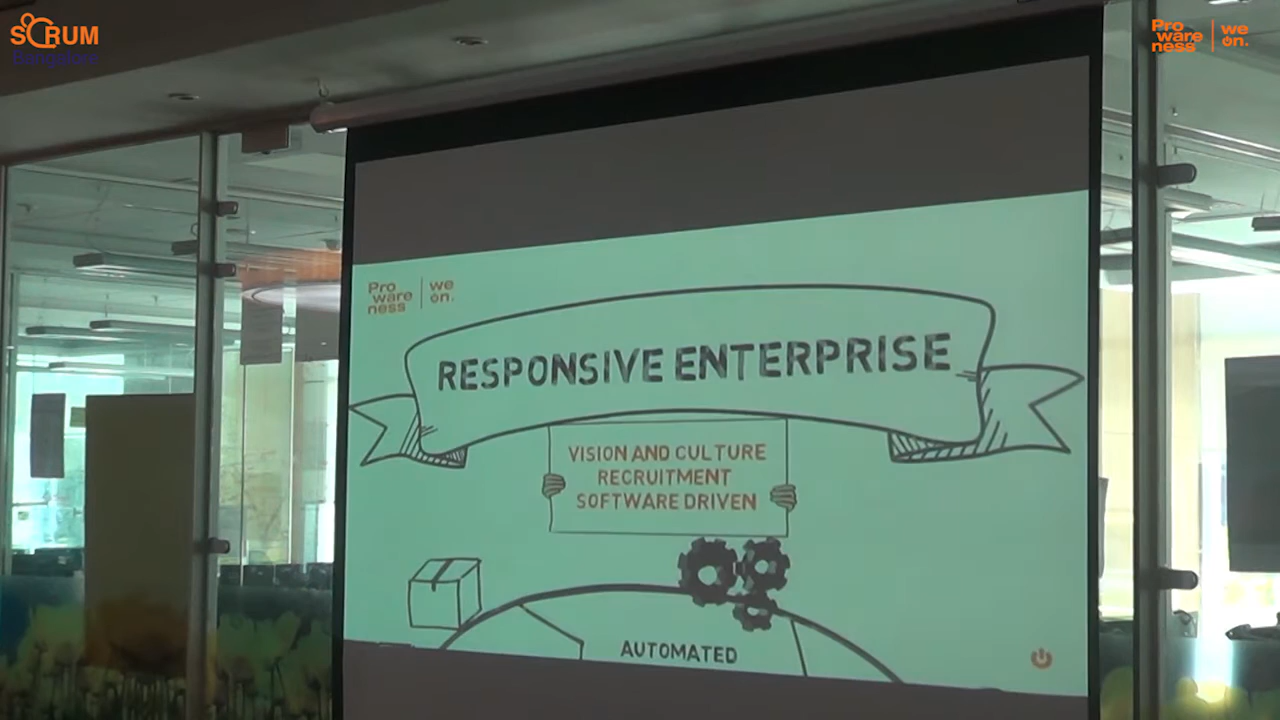 SCRUM
Bangalore
Pro
ware
ness
we
on.
Pro
ware
ness
we
on.
RESPONSIVE ENTERPRISE
VISION AND CULTURE
RECRUITMENT
SOFTWARE DRIVEN
AUTOMATED